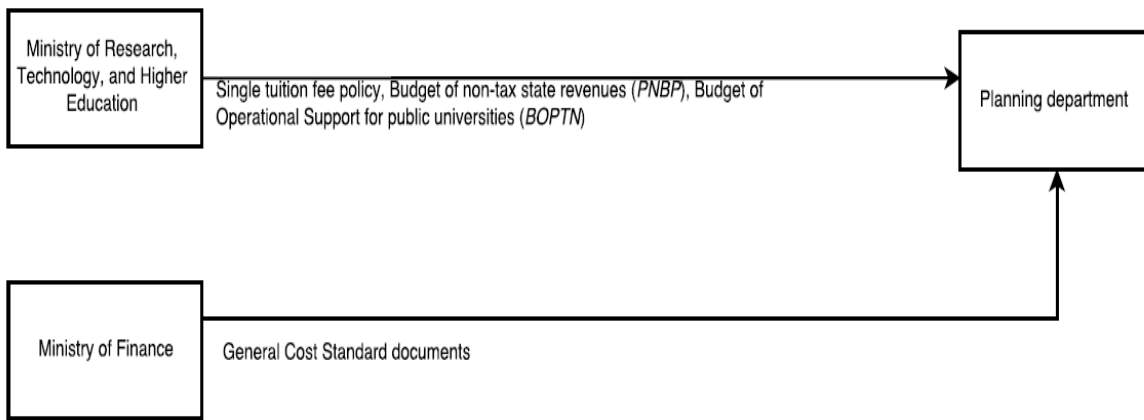 Ministry of Research,
Technology, and Higher
Education
Single tuition fee policy, Budget of non-tax state revenues (PNBP), Budget of
Operational Support for public universities (BOPTN)
Planning department
Ministry of Finance
General Cost Standard documents